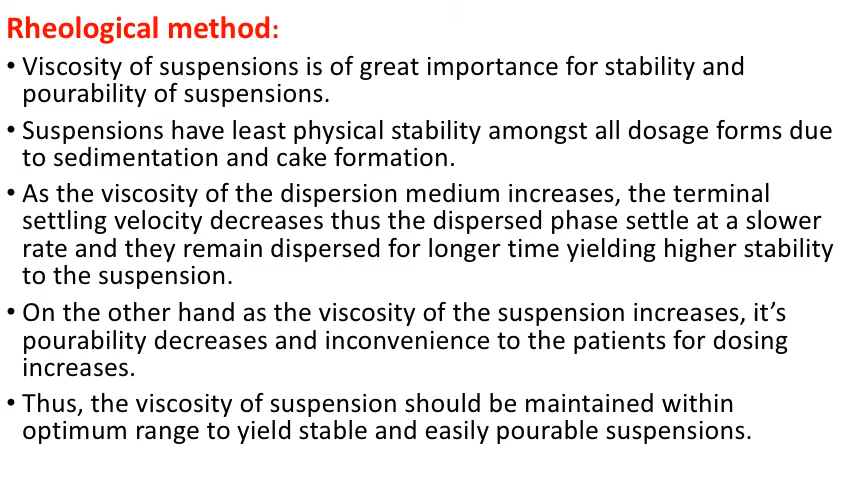 Rheological method:
• Viscosity of suspensions is of great importance for stability and
pourability of suspensions.
• Suspensions have least physical stability amongst all dosage forms due
to sedimentation and cake formation.
• As the viscosity of the dispersion medium increases, the terminal
settling velocity decreases thus the dispersed phase settle at a slower
rate and they remain dispersed for longer time yielding higher stability
to the suspension.
• On the other hand as the viscosity of the suspension increases, it’s
pourability decreases and inconvenience to the patients for dosing
increases.
• Thus, the viscosity of suspension should be maintained within
optimum range to yield stable and easily pourable suspensions.